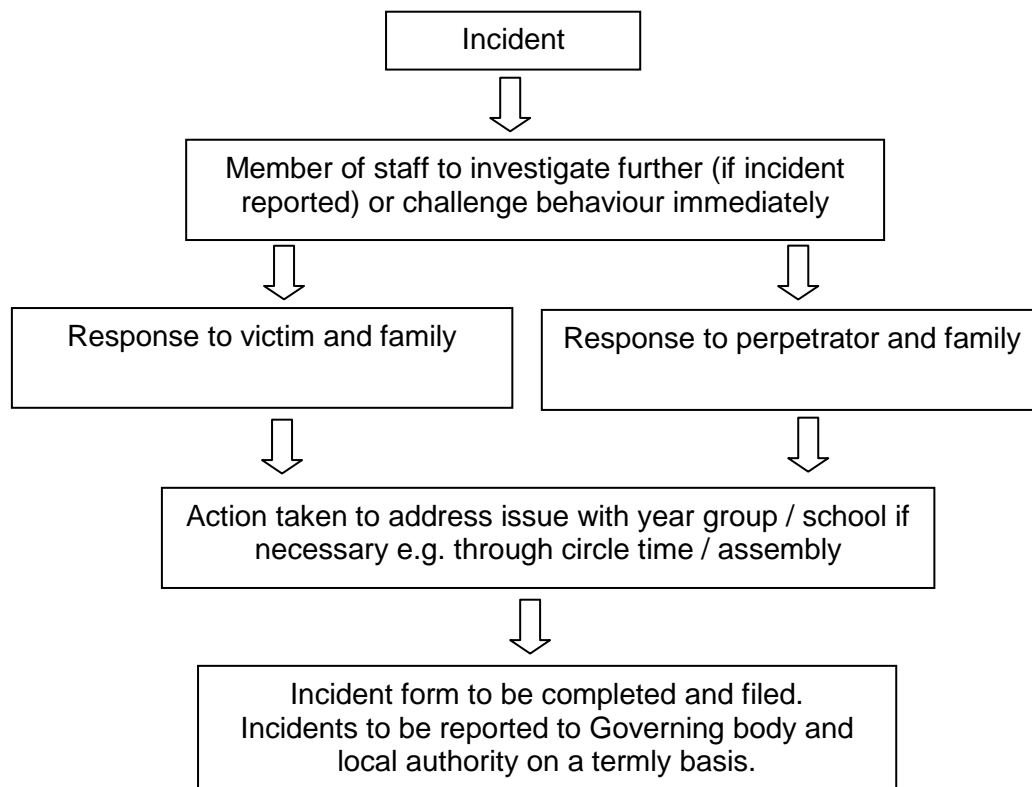 Incident
Member of staff to investigate further (if incident
reported) or challenge behaviour immediately
Response to victim and family
Response to perpetrator and family
Action taken to address issue with year group / school if
necessary e.g. through circle time / assembly
Incident form to be completed and filed.
Incidents to be reported to Governing body and
local authority on a termly basis.